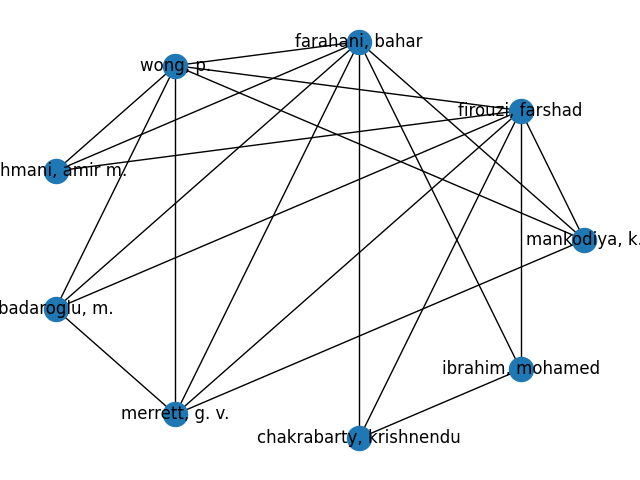 farahani, bahar
wong, p.
firouzi, farshad
hmani, amir m.
mankodiya, k.
badaroglu, m.
ibrahim, mohamed
merrett, g. v.
chakrabarty, krishnendu